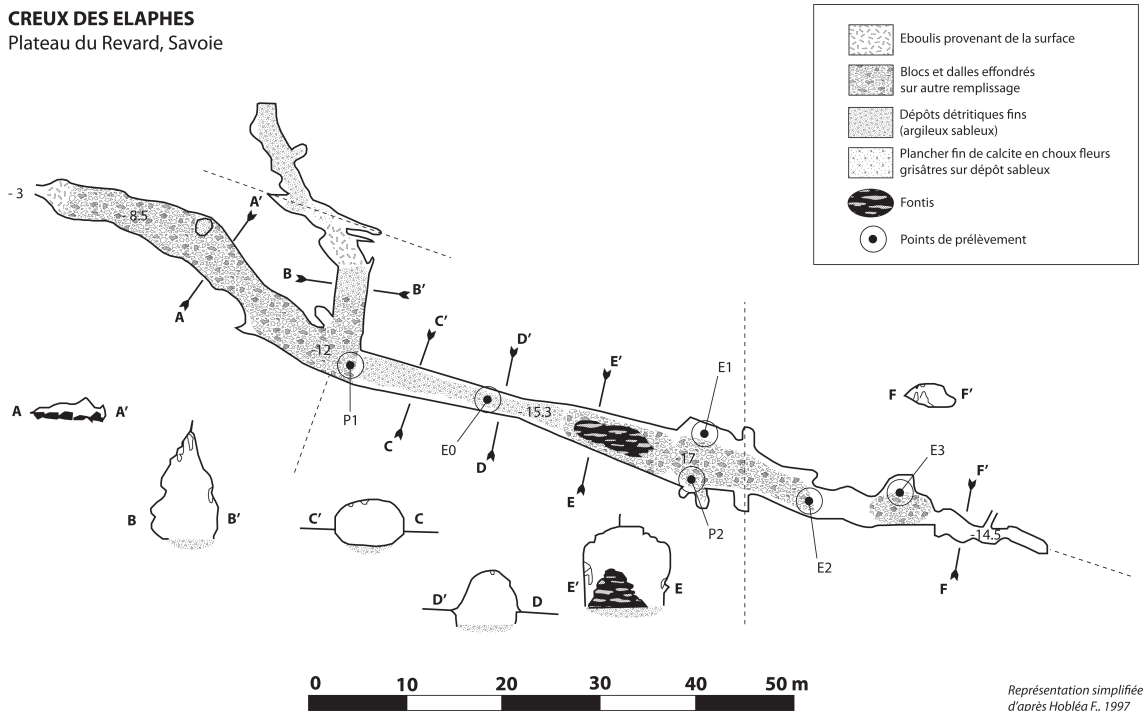 CREUX DES ELAPHES
Plateau du Revard, Savoie
Eboulis provenant de la surface
Blocs et dalles effondrés
sur autre remplissage
Dépôts détritiques fins
(argileux sableux)
Plancher fin de calcite en choux fleurs
grisâtres sur dépôt sableux
Fontis
Points de prélèvement
- 3
- 8.5
A'
A
B
B'
C'
D'
E'
E1
-12
P1
E0
C
D
- 15.3
E
-17
P2
E2
E3
F'
-14.5
F
F
F'
A
A'
B
B'
C'
C
D'
D
E'
E
0
10
20
30
40
50 m
Représentation simplifiée
d'après Hobléa F., 1997